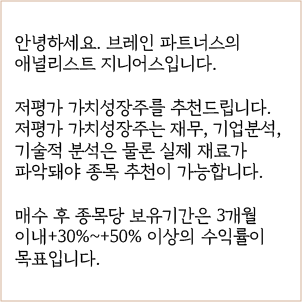 안녕하세요. 브레인 파트너스의
애널리스트 지니어스입니다.
저평가 가치성장주를 추천드립니다.
저평가 가치성장주는 재무, 기업분석,
기술적 분석은 물론 실제 재료가
파악돼야 종목 추천이 가능합니다.
매수 후 종목당 보유기간은 3개월
이내+30%~+50% 이상의 수익률이
목표입니다.